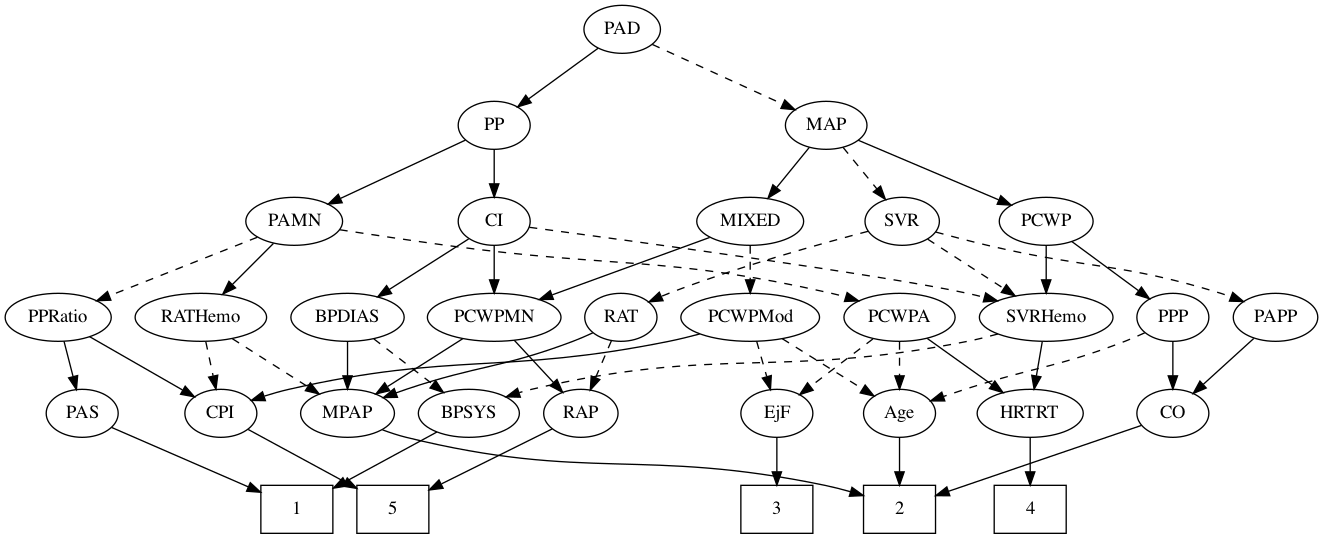 PAD
PP
MAP
PAMN
CI
MIXED
SVR
PCWP
PPRatio
RATHemo
BPDIAS
PCWPMN
RAT
PCWPMod
PCWPA
SVRHemo
PPP
PAPP
PAS
CPI
MPAP
BPSYS
RAP
EjF
Age
HRTRT
CO
1
5
3
2
4